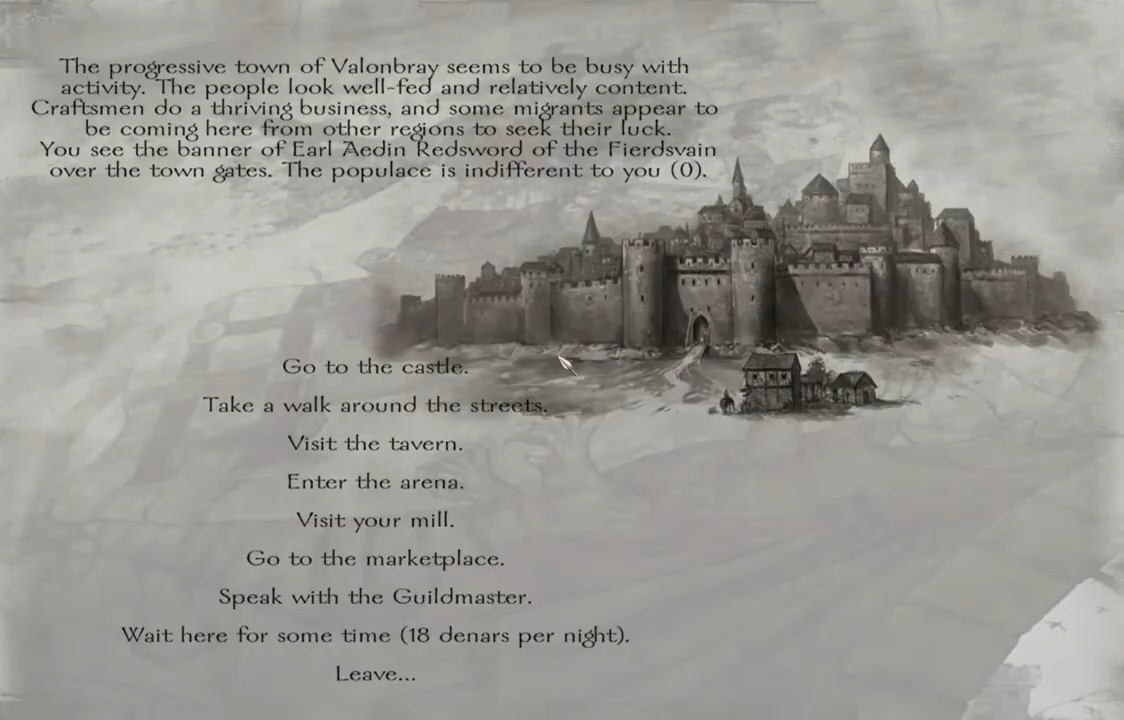 The progressive town of Valonbray seems to be busy with
activity. The people look well-fed and relatively content.
Craftsmen do a thriving business, and some migrants appear to
be coming here from other regions to seek their luck.
You see the banner of Earl Aedin Redsword of the Fierdsvain
over the town gates. The populace is indifferent to you (0).
Go to the castle.
Take a walk around the streets.
Visit the tavern.
Enter the arena.
Visit your mill.
Go to the marketplace.
Speak with the Guildmaster.
Wait here for some time (18 denars per night).
Leave...